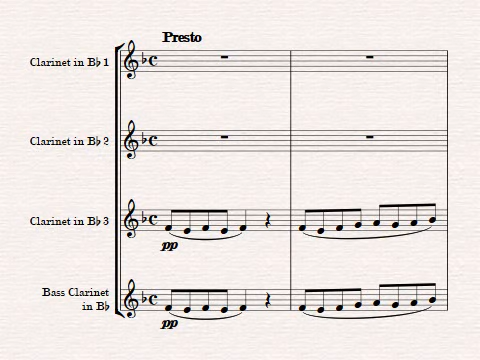 Presto
Clarinet in B♭ 1
Clarinet in B♭ 2
Clarinet in B♭ 3
pp
Bass Clarinet
in B♭
pp